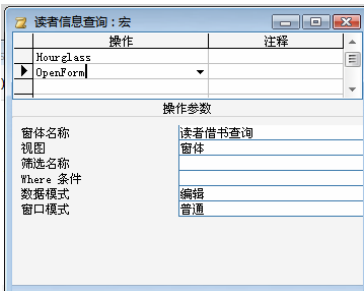 读者信息查询：宏
操作 注释
Hourglass
OpenForm
操作参数
窗体名称 读者借书查询
视图 窗体
筛选名称
Where 条件
数据模式 编辑
窗口模式 普通